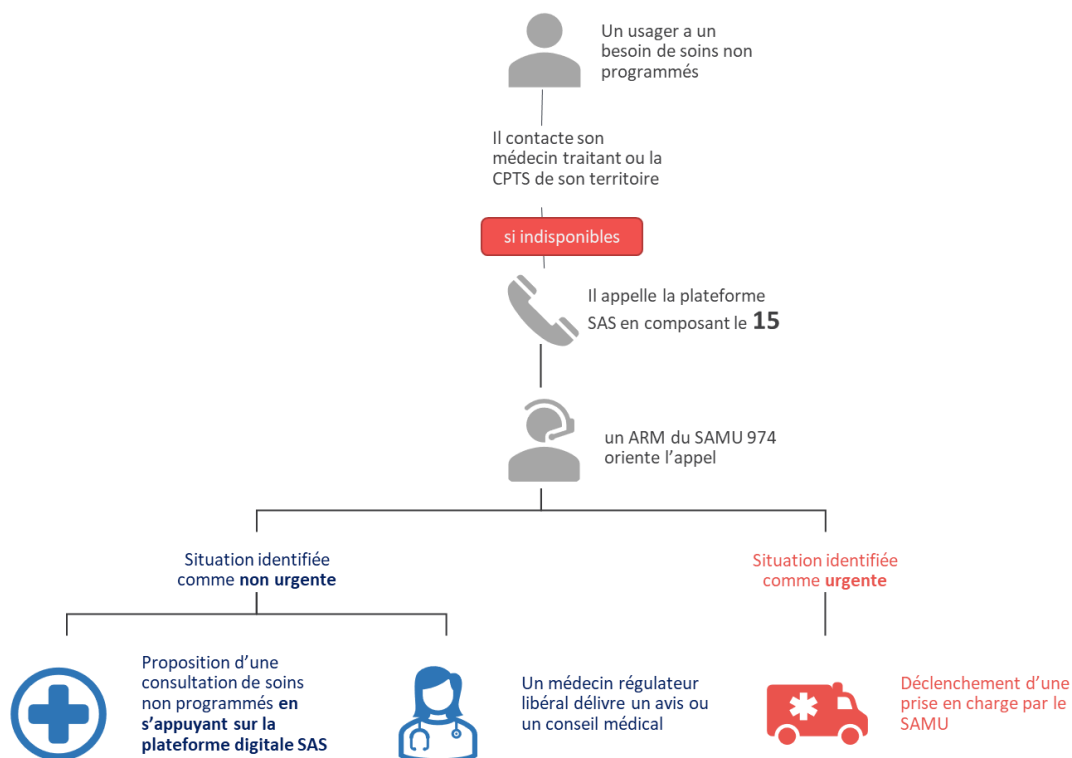 Un usager a un
besoin de soins non
programmés
Il contacte son
médecin traitant ou la
CPTS de son territoire
si indisponibles
Il appelle la plateforme
SAS en composant le 15
un ARM du SAMU 974
oriente l’appel
Situation identifiée
comme non urgente
Situation identifiée
comme urgente
Proposition d’une
consultation de soins
non programmés en
s’appuyant sur la
plateforme digitale SAS
Un médecin régulateur
libéral délivre un avis ou
un conseil médical
Déclenchement d’une
prise en charge par le
SAMU